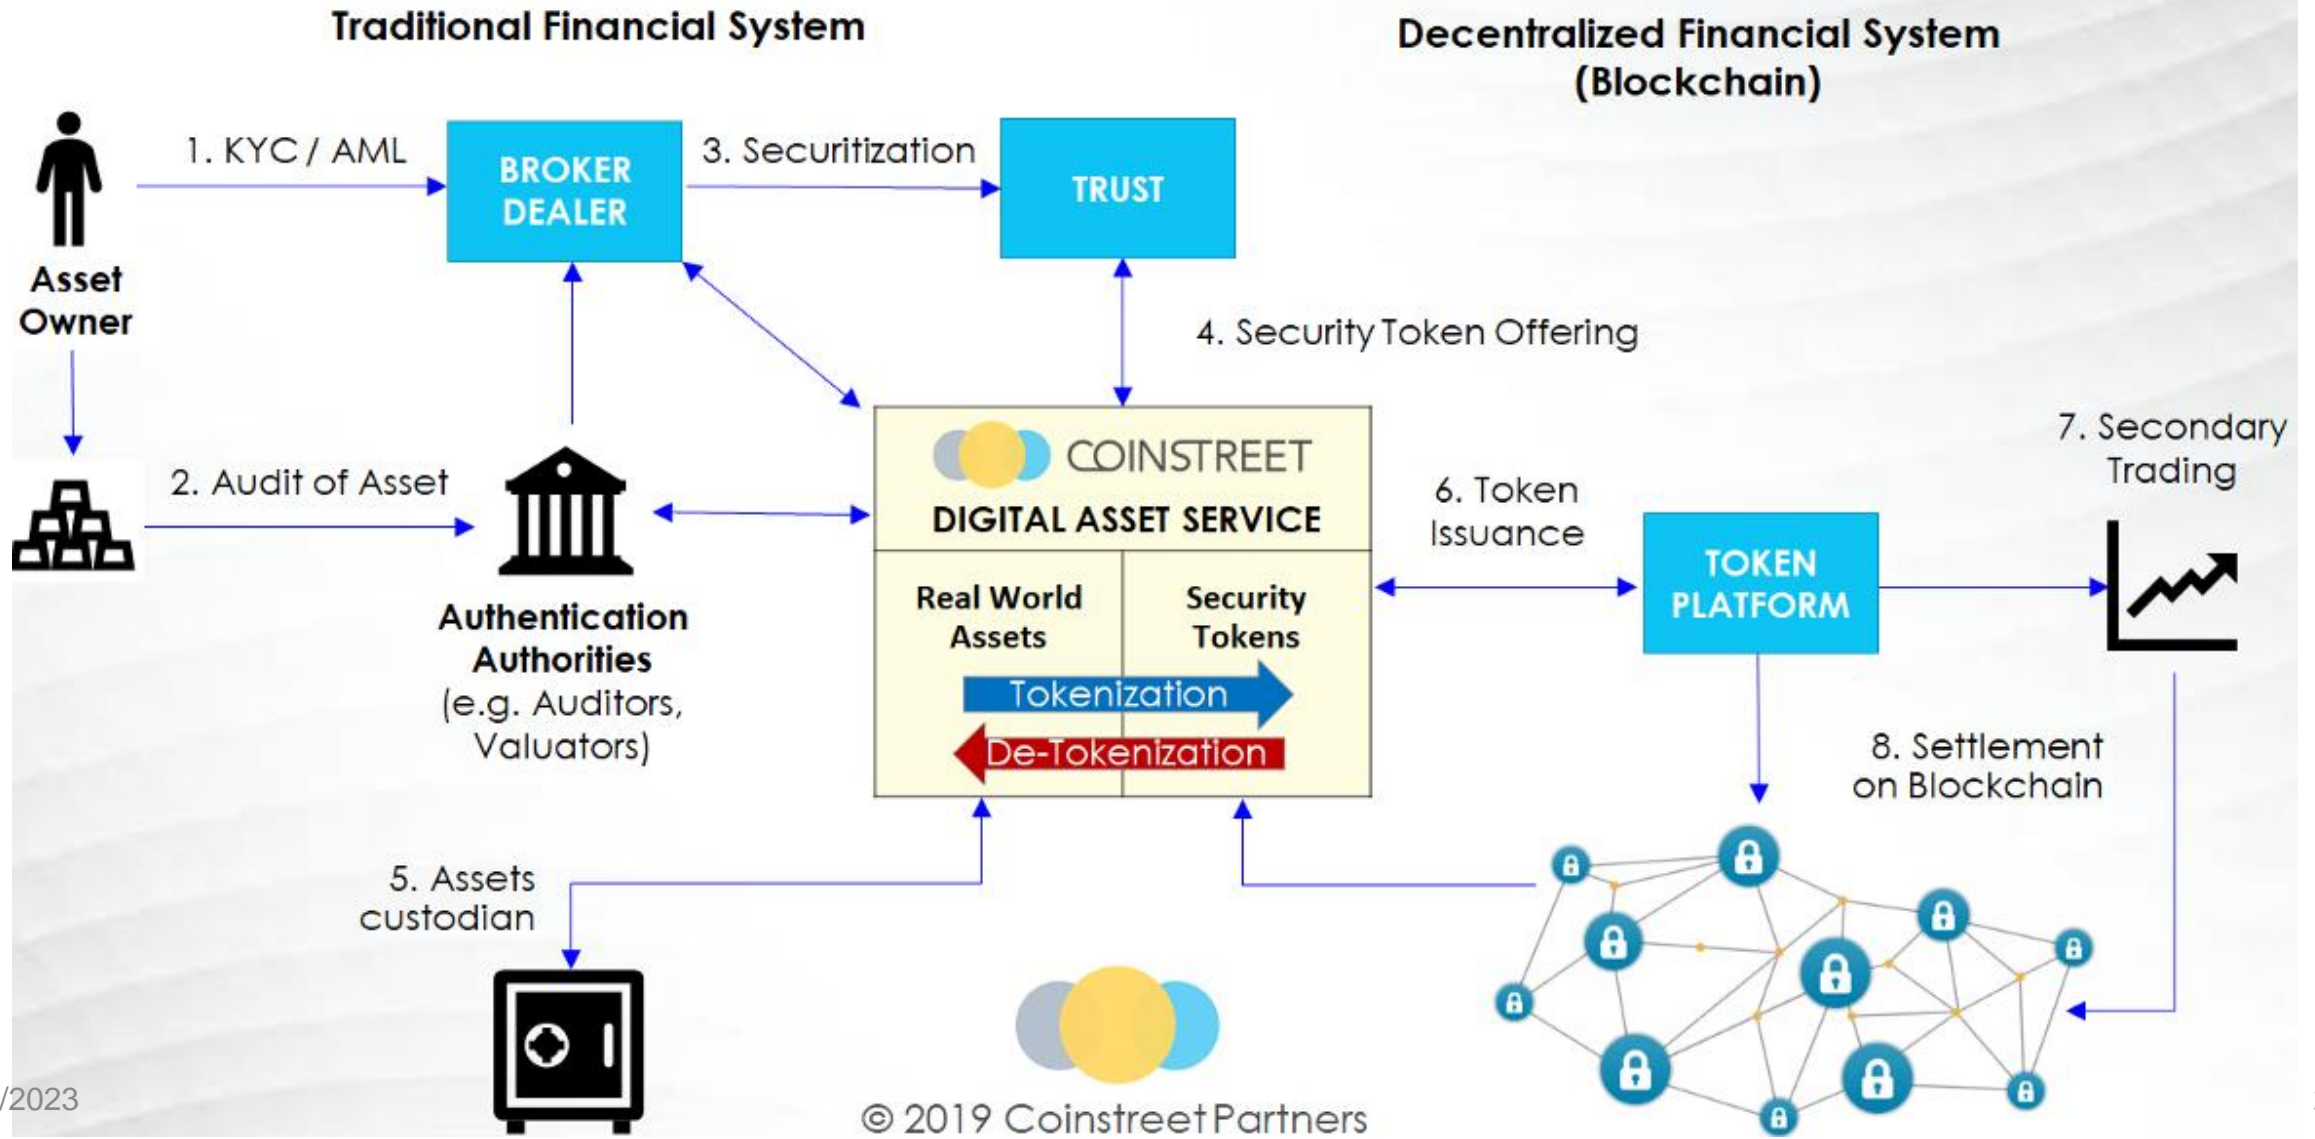 Traditional Financial System
Decentralized Financial System
(Blockchain)
1. KYC / AML
BROKER
DEALER
3. Securitization
TRUST
Asset
Owner
4. Security Token Offering
2. Audit of Asset
Authentication
Authorities
(e.g. Auditors,
Valuators)
COINSTREET
DIGITAL ASSET SERVICE
Real World
Assets
Security
Tokens
Tokenization
De-Tokenization
6. Token
Issuance
TOKEN
PLATFORM
7. Secondary
Trading
8. Settlement
on Blockchain
5. Assets
custodian
/2023
© 2019 Coinstreet Partners